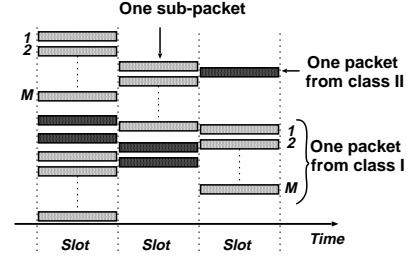 One sub-packet
1
2
One packet
from class II
M
1
2
One packet
from class I
M
Time
Slot Slot Slot